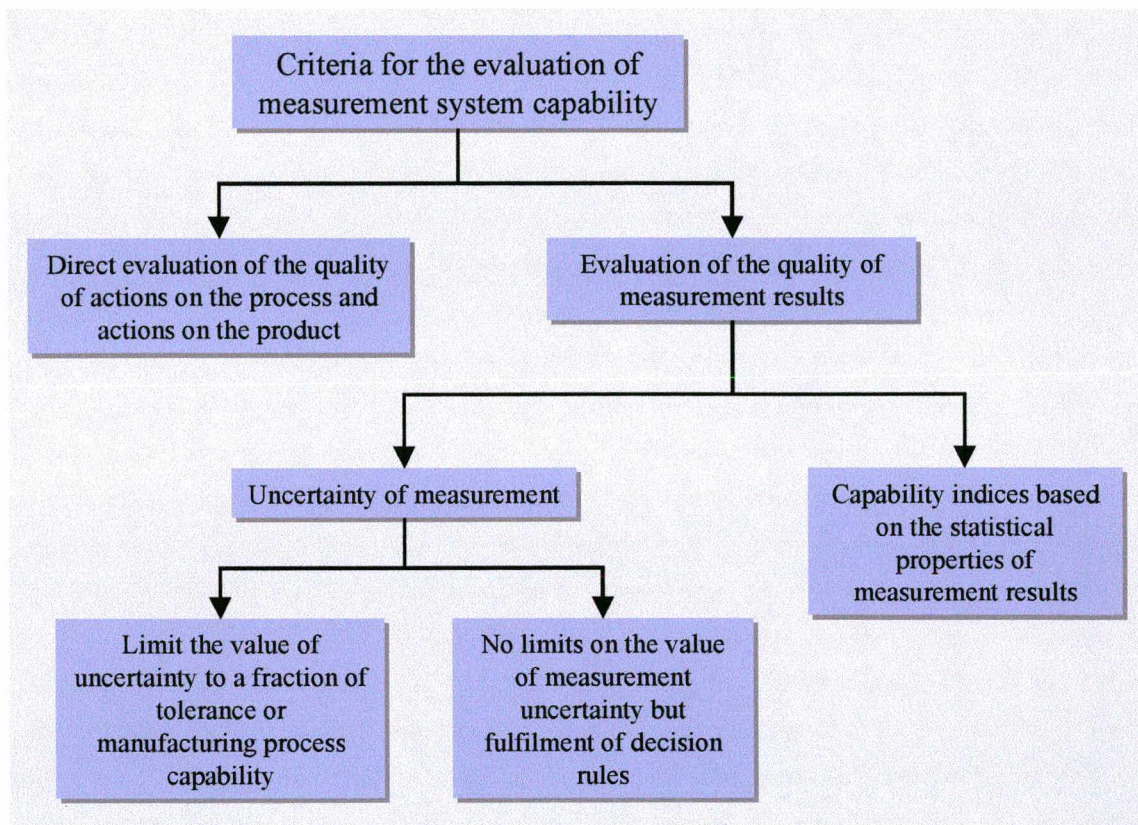 Criteria for the evaluation of
measurement system capability
Direct evaluation of the quality
of actions on the process and
actions on the product
Evaluation of the quality of
measurement results
Uncertainty of measurement
Capability indices based
on the statistical
properties of
measurement results
Limit the value of
uncertainty to a fraction of
tolerance or
manufacturing process
capability
No limits on the value
of measurement
uncertainty but
fulfilment of decision
rules